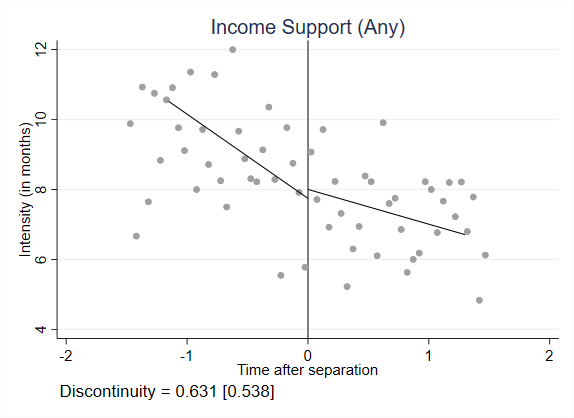 Income Support (Any)
Intensity (in months)
12
10
8
6
4
-2 -1 0 1 2
Time after separation
Discontinuity = 0.631 [0.538]